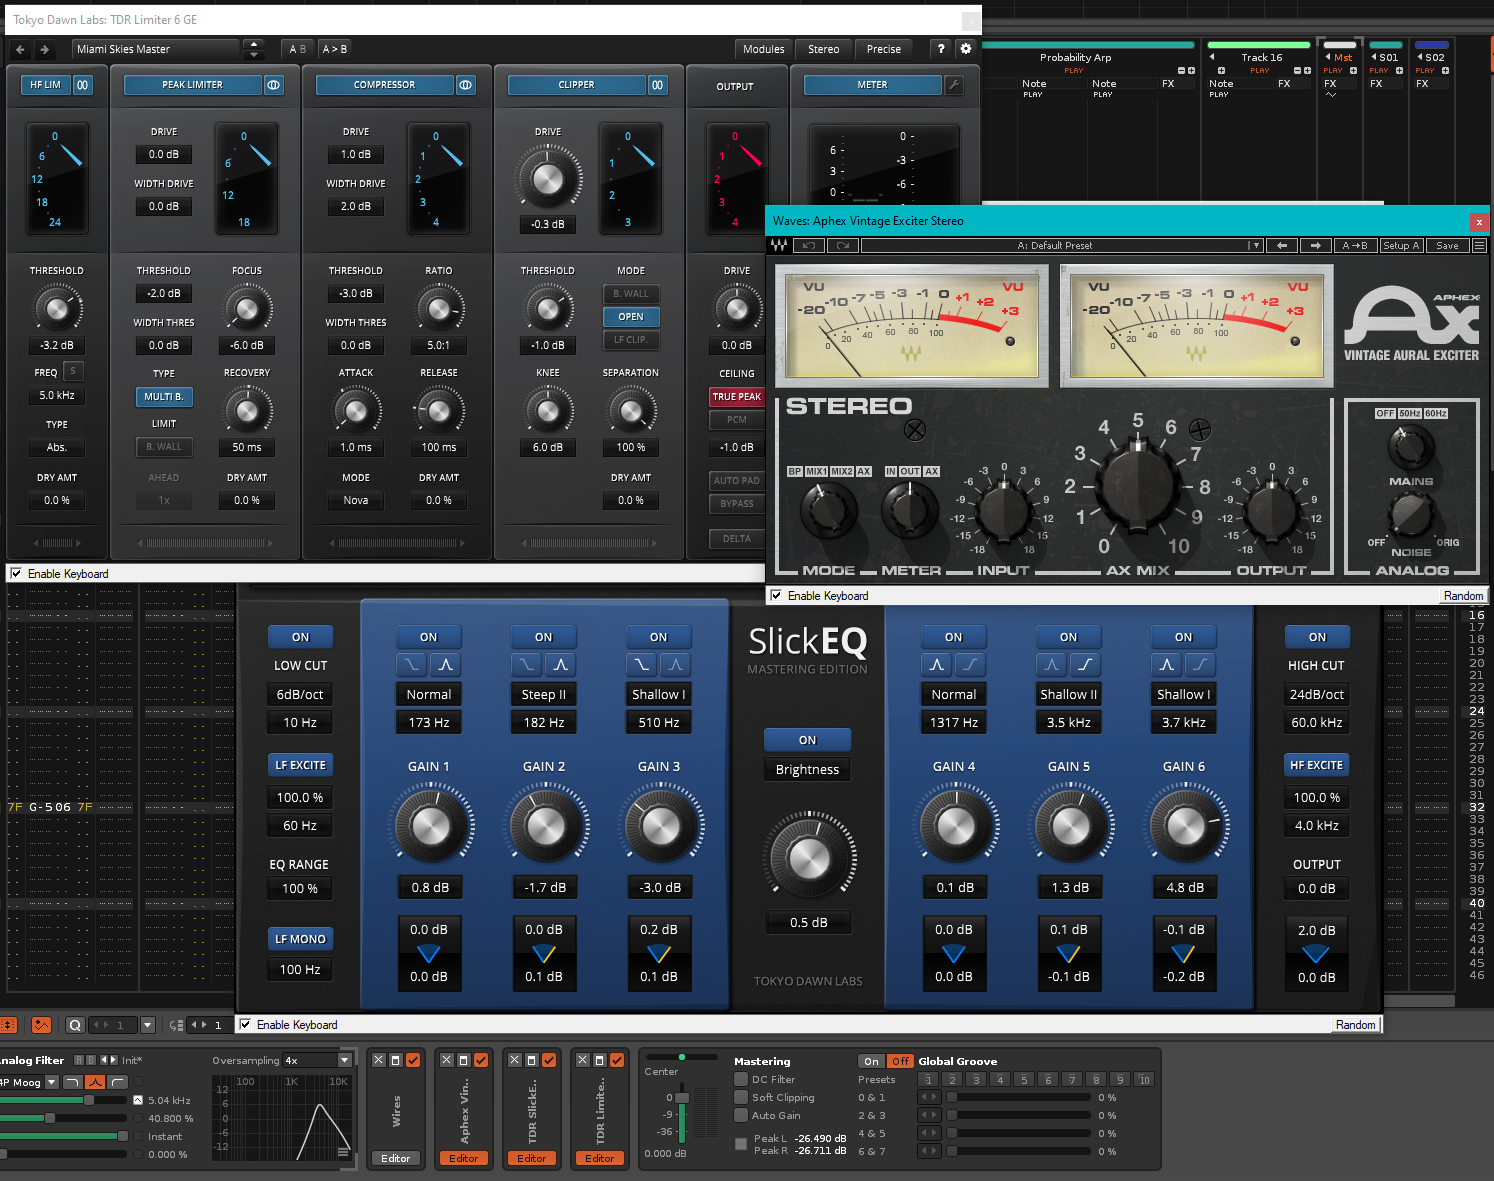 Tokyo Dawn Labs: TDR Limiter 6 GE
Miami Skies Master
A B
A > B
Modules
Stereo
Precise
?
HF LIM
PEAK LIMITER
COMPRESSOR
CLIPPER
OUTPUT
METER
0
6
12
18
24
DRIVE
0.0 dB
WIDTH DRIVE
0.0 dB
0
6
12
18
DRIVE
1.0 dB
WIDTH DRIVE
2.0 dB
0
1
2
3
4
DRIVE
-0.3 dB
0
1
2
3
0
1
2
3
4
6
3
0
0
-3
-6
THRESHOLD
-3.2 dB
FREQ S
5.0 kHz
TYPE
Abs.
DRY AMT
0.0 %
THRESHOLD
-2.0 dB
WIDTH THRES
0.0 dB
TYPE
MULTI B.
LIMIT
B. WALL
AHEAD
1x
FOCUS
-6.0 dB
RECOVERY
50 ms
DRY AMT
0.0 %
THRESHOLD
-3.0 dB
WIDTH THRES
0.0 dB
ATTACK
1.0 ms
MODE
Nova
RATIO
5.0:1
RELEASE
100 ms
DRY AMT
0.0 %
THRESHOLD
-1.0 dB
KNEE
6.0 dB
MODE
B. WALL
OPEN
LF CLIP.
SEPARATION
100 %
DRY AMT
0.0 %
DRIVE
0.0 dB
CEILING
TRUE PEAK
PCM
-1.0 dB
AUTO PAD
BYPASS
DELTA
Enable Keyboard
Probability Arp
PLAY
Note
PLAY
Note
PLAY
FX
Track 16
PLAY
Note
PLAY
FX
Mst
PLAY
FX
S01
PLAY
FX
S02
PLAY
FX
Waves: Aphex Vintage Exciter Stereo
x
A: Default Preset
A→B
Setup A
Save
VU VU
-20 -10 -7 -5 -3 -1 0 +1 +2 +3
0 20 40 60 80 100
VU VU
-20 -10 -7 -5 -3 -1 0 +1 +2 +3
0 20 40 60 80 100
APHEX
Ax
VINTAGE AURAL EXCITER
STEREO
BP MIX1 MIX2 AX
MODE
IN OUT AX
METER
-18 -15 -12 -9 -6 -3 0 3 6 9 12 15 18
INPUT
0 1 2 3 4 5 6 7 8 9 10
AX MIX
-18 -15 -12 -9 -6 -3 0 3 6 9 12 15 18
OUTPUT
OFF 50Hz 60Hz
MAINS
OFF ORIG
NOISE
ANALOG
Enable Keyboard
Random
ON
LOW CUT
6dB/oct
10 Hz
LF EXCITE
100.0 %
60 Hz
EQ RANGE
100 %
LF MONO
100 Hz
ON
Normal
173 Hz
GAIN 1
0.8 dB
0.0 dB
0.0 dB
ON
Steep II
182 Hz
GAIN 2
-1.7 dB
0.0 dB
0.1 dB
ON
Shallow I
510 Hz
GAIN 3
-3.0 dB
0.2 dB
0.1 dB
SlickEQ
MASTERING EDITION
ON
Brightness
0.5 dB
TOKYO DAWN LABS
ON
Normal
1317 Hz
GAIN 4
0.1 dB
0.0 dB
0.0 dB
ON
Shallow II
3.5 kHz
GAIN 5
1.3 dB
0.1 dB
-0.1 dB
ON
Shallow I
3.7 kHz
GAIN 6
4.8 dB
-0.1 dB
-0.2 dB
ON
HIGH CUT
24dB/oct
60.0 kHz
HF EXCITE
100.0 %
4.0 kHz
OUTPUT
0.0 dB
2.0 dB
0.0 dB
Enable Keyboard
Random
7F G-506 7F
16
17
18
19
20
21
22
23
24
25
26
27
28
29
30
31
32
33
34
35
36
37
38
39
40
41
42
43
44
45
46
Q
1
1
nalog Filter
A B
Init*
Oversampling 4x
4P Moog
5.04 kHz
40.800 %
Instant
0.000 %
100 1K 10K
12
6
0
-6
-12
Wires
Editor
Aphex Vin..
Editor
TDR SlickE..
Editor
TDR Limite..
Editor
Center
0
-9
-36
0.000 dB
Mastering
DC Filter
Soft Clipping
Auto Gain
Peak L -26.490 dB
Peak R -26.711 dB
On Off Global Groove
Presets 1 2 3 4 5 6 7 8 9 10
0 & 1 0 %
2 & 3 0 %
4 & 5 0 %
6 & 7 0 %